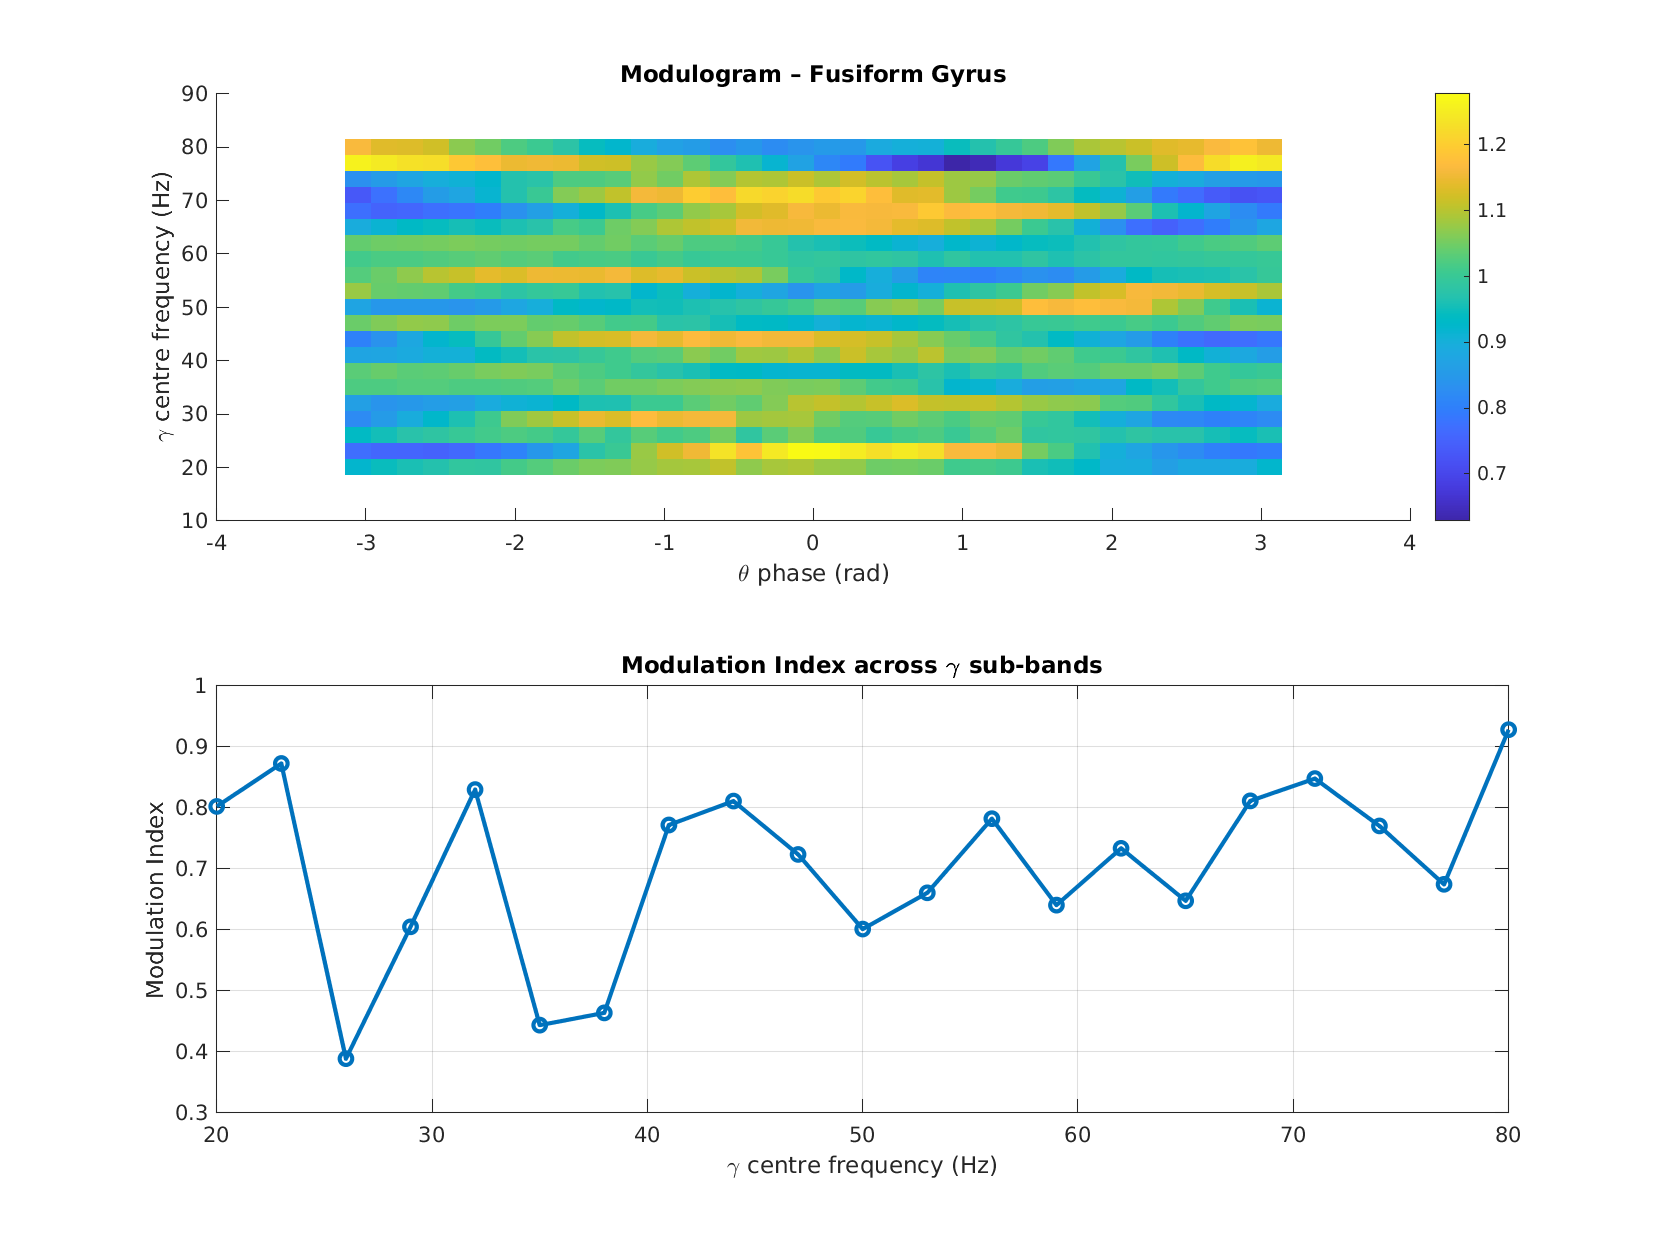 Modulogram – Fusiform Gyrus
90
80
70
60
50
40
30
20
10
γ centre frequency (Hz)
-4 -3 -2 -1 0 1 2 3 4
θ phase (rad)
1.2
1.1
1
0.9
0.8
0.7
Modulation Index across γ sub-bands
1
0.9
0.8
0.7
0.6
0.5
0.4
0.3
Modulation Index
20 30 40 50 60 70 80
γ centre frequency (Hz)